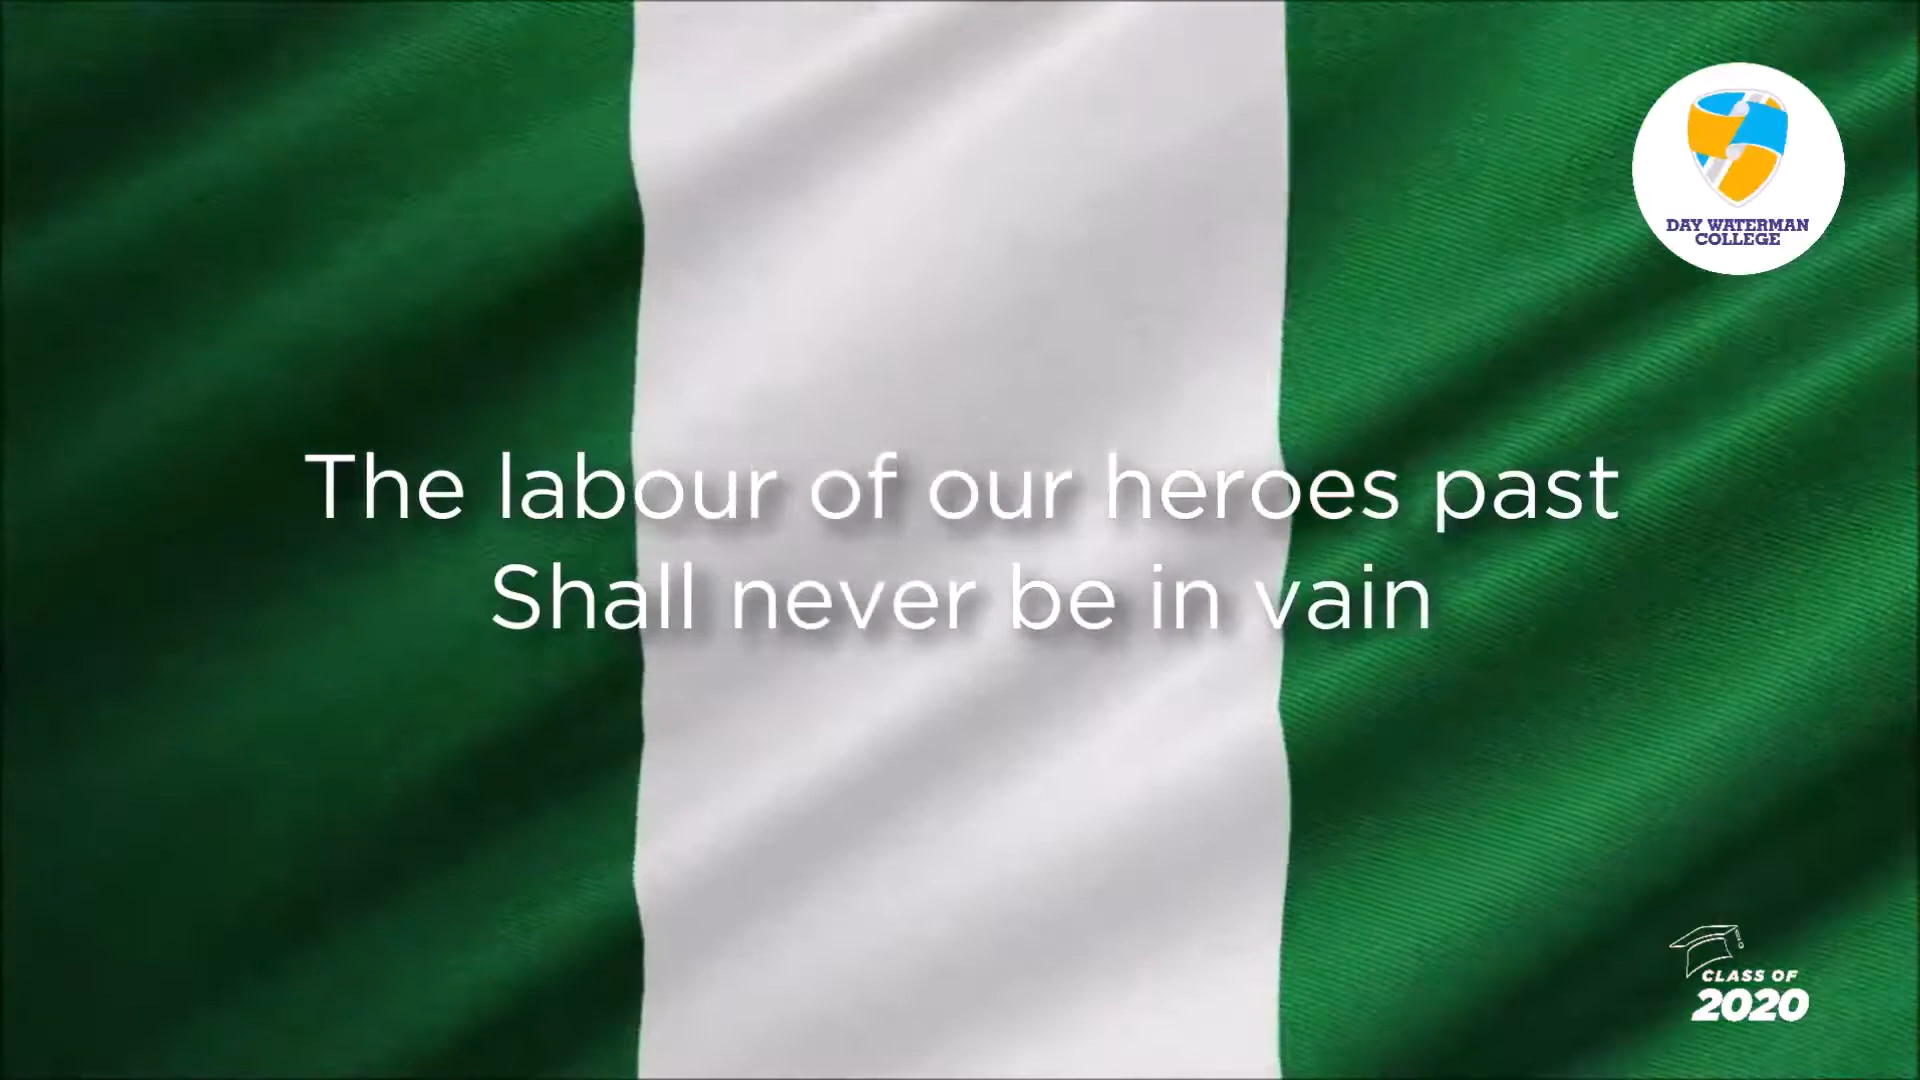 DAY WATERMAN
COLLEGE
The labour of our heroes past
Shall never be in vain
CLASS OF
2020